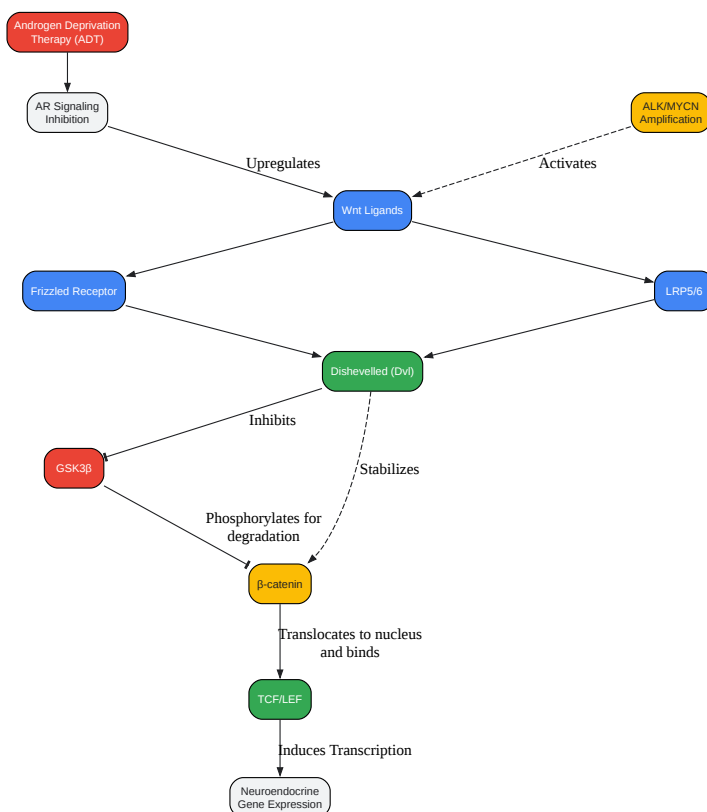 Androgen Deprivation
Therapy (ADT)
AR Signaling
Inhibition
ALK/MYCN
Amplification
Upregulates
Activates
Wnt Ligands
Frizzled Receptor
LRP5/6
Dishevelled (Dvl)
Inhibits
GSK3β
Stabilizes
Phosphorylates for
degradation
β-catenin
Translocates to nucleus
and binds
TCF/LEF
Induces Transcription
Neuroendocrine
Gene Expression